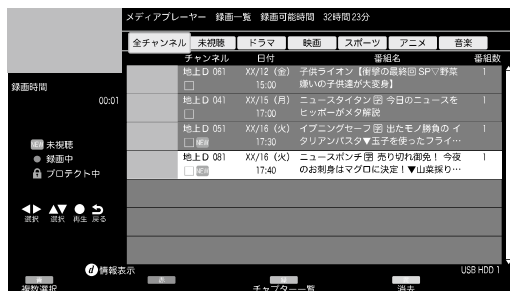 メディアプレーヤー 録画一覧 録画可能時間 32時間23分
全チャンネル 未視聴 ドラマ 映画 スポーツ アニメ 音楽
チャンネル 日付 番組名 番組数
地上D 061 XX/12 (金) 子供ライオン【衝撃の最終回SP▽野菜 1
15:00 嫌いの子供達が大変身】
地上D 041 XX/15 (月) ニュースタイタン字 今日のニュースを 1
17:00 ヒッポーがメタ解説
地上D 051 XX/16 (火) イブニングセーフ字 出たモノ勝負の イ 1
NEW 17:30 タリアンパスタ▼玉子を使ったフライ…
地上D 081 XX/16 (火) ニュースポンチ字 売り切れ御免! 今夜 1
NEW 17:40 のお刺身はマグロに決定!▼山菜採り…
録画時間
00:01
NEW 未視聴
録画中
プロテクト中
選択 選択 再生 戻る
d 情報表示
USB HDD 1
青 赤 緑 黄
複数選択 チャプター一覧 消去